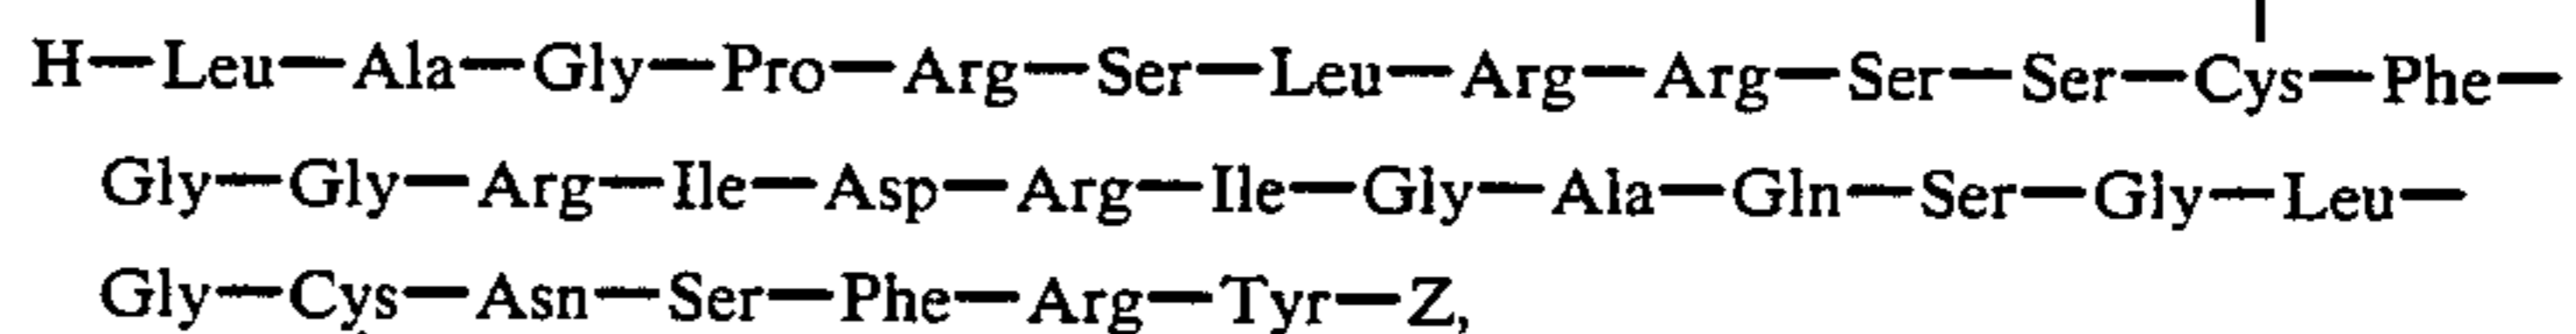 H—Leu—Ala—Gly—Pro—Arg—Ser—Leu—Arg—Arg—Ser—Ser—Cys—Phe—
Gly—Gly—Arg—Ile—Asp—Arg—Ile—Gly—Ala—Gln—Ser—Gly—Leu—
Gly—Cys—Asn—Ser—Phe—Arg—Tyr—Z,